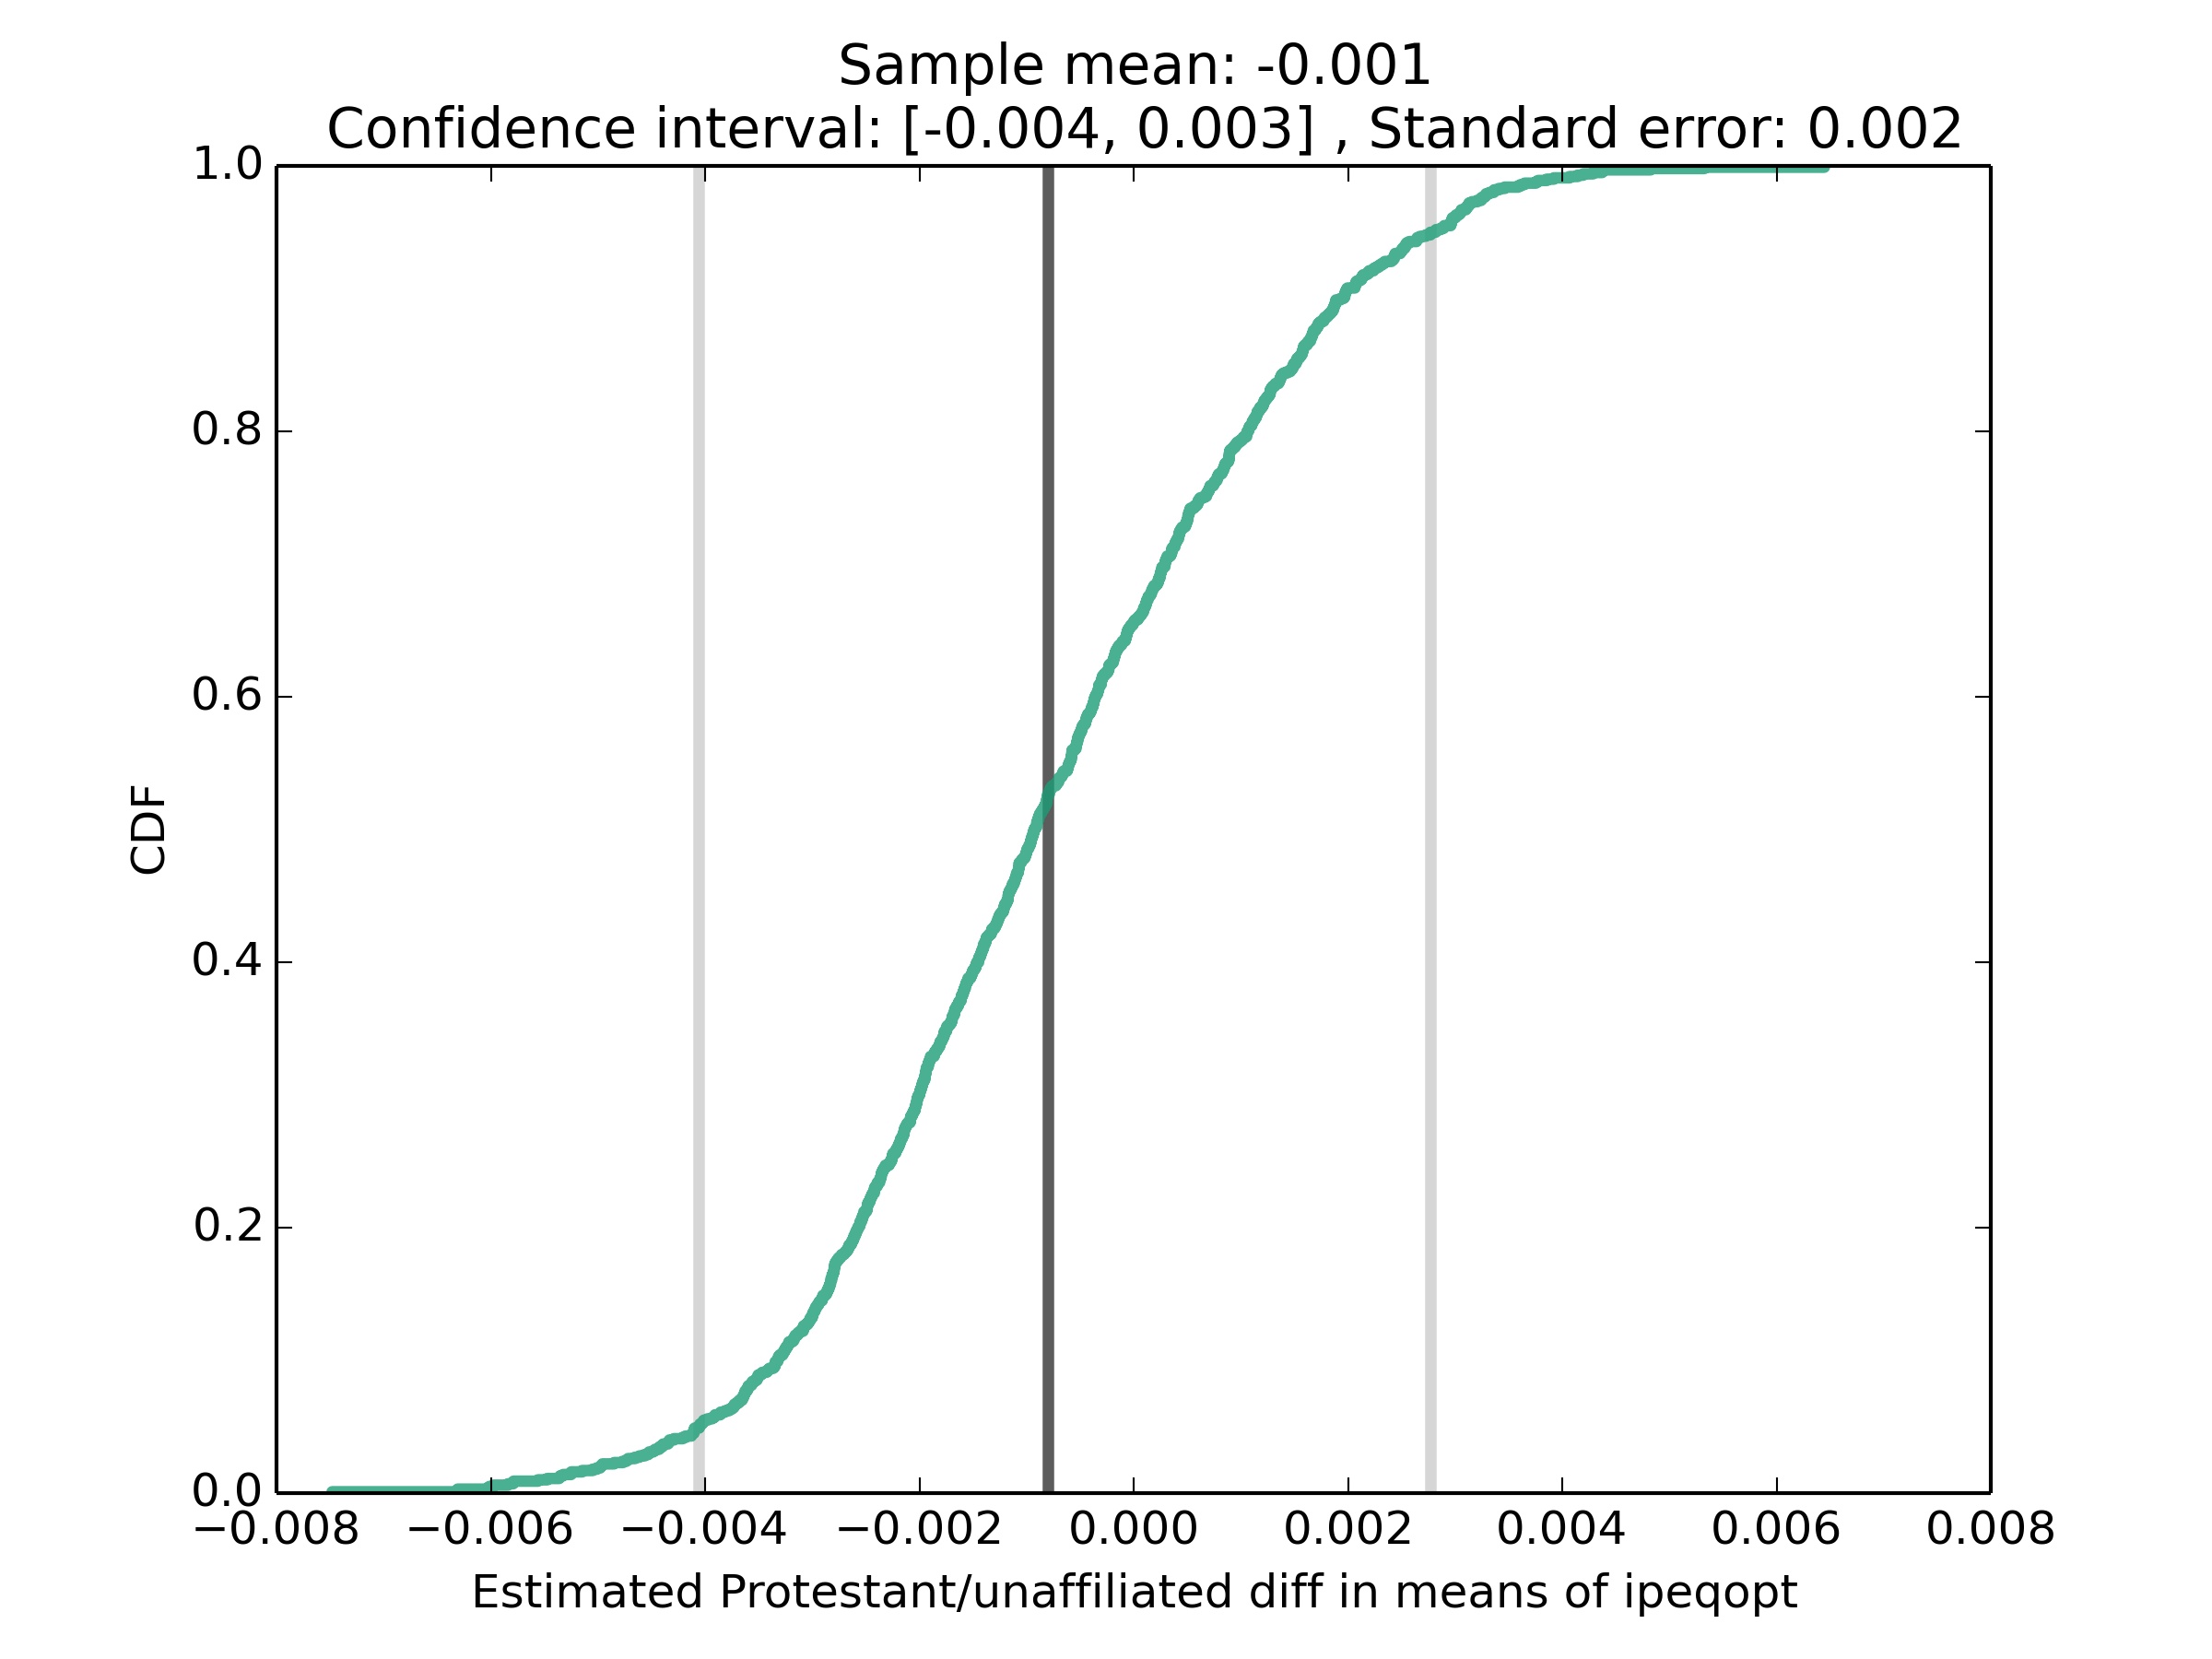 Sample mean: -0.001
Confidence interval: [-0.004, 0.003] , Standard error: 0.002
1.0
0.8
0.6
0.4
0.2
0.0
CDF
−0.008 −0.006 −0.004 −0.002 0.000 0.002 0.004 0.006 0.008
Estimated Protestant/unaffiliated diff in means of ipeqopt